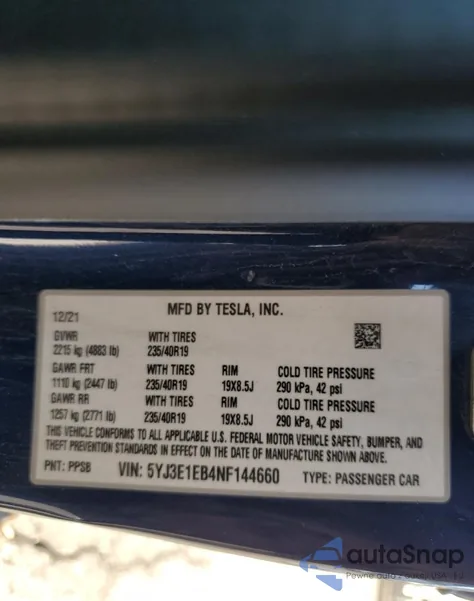 MFD BY TESLA, INC.
12/21
GVWR WITH TIRES
2215 kg (4883 lb) 235/40R19
GAWR FRT WITH TIRES RIM COLD TIRE PRESSURE
1110 kg (2447 lb) 235/40R19 19X8.5J 290 kPa, 42 psi
GAWR RR WITH TIRES RIM COLD TIRE PRESSURE
1257 kg (2771 lb) 235/40R19 19X8.5J 290 kPa, 42 psi
THIS VEHICLE CONFORMS TO ALL APPLICABLE U.S. FEDERAL MOTOR VEHICLE SAFETY, BUMPER, AND
THEFT PREVENTION STANDARDS IN EFFECT ON THE DATE OF MANUFACTURE SHOWN ABOVE.
PNT: PPSB VIN: 5YJ3E1EB4NF144660 TYPE: PASSENGER CAR
autoSnap